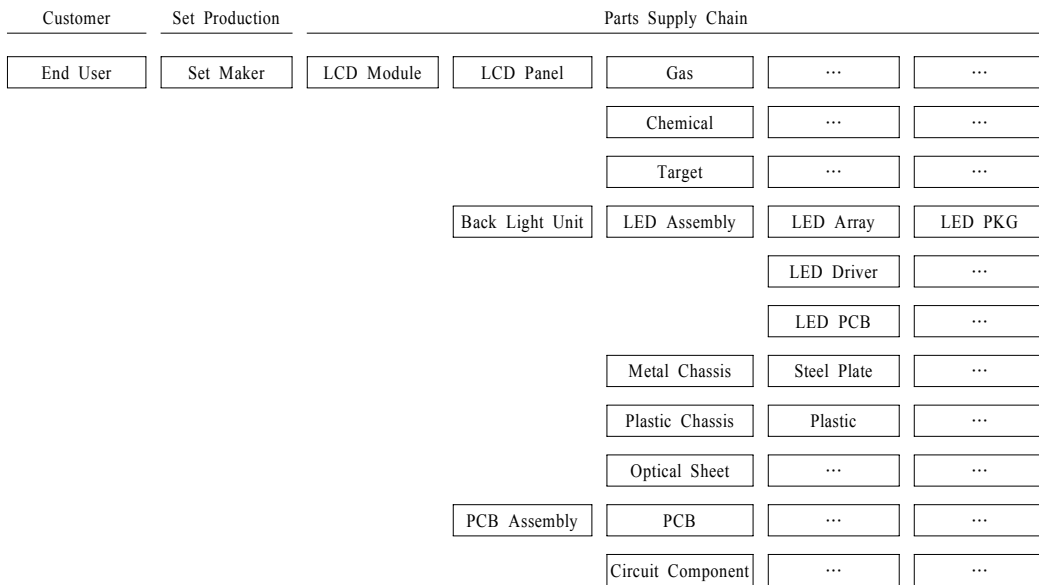 Customer Set Production Parts Supply Chain
End User Set Maker LCD Module LCD Panel Gas … …
Chemical … …
Target … …
Back Light Unit LED Assembly LED Array LED PKG
LED Driver …
LED PCB …
Metal Chassis Steel Plate …
Plastic Chassis Plastic …
Optical Sheet … …
PCB Assembly PCB … …
Circuit Component … …